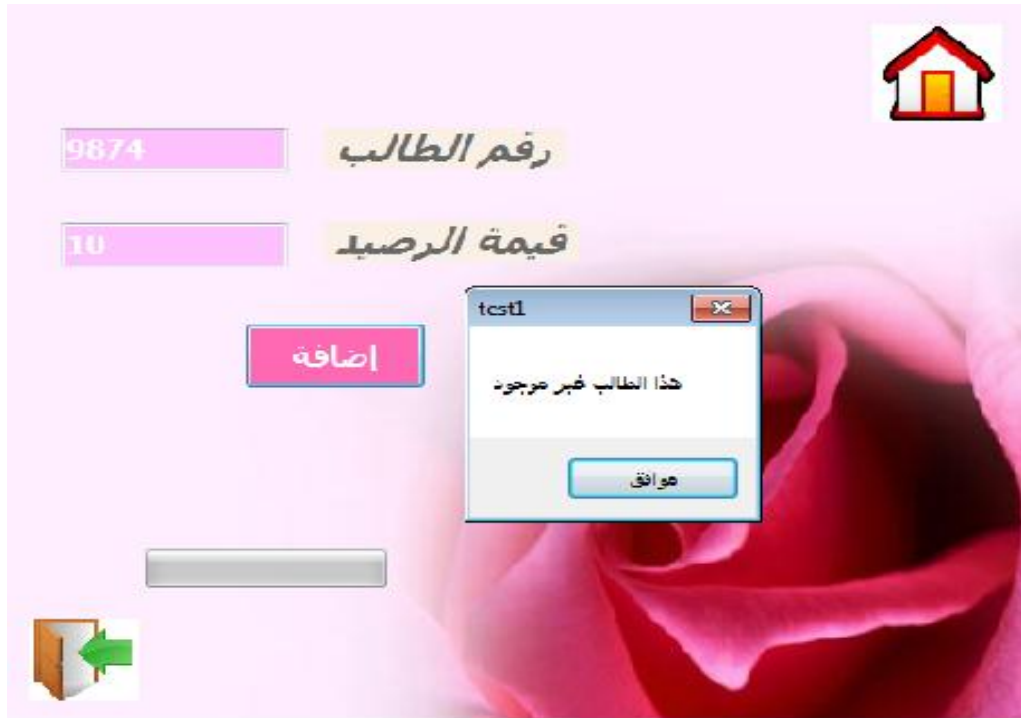 رقم الطالب
9874
قيمة الرصيد
10
إضافة
test1
هذا الطالب غير موجود
موافق